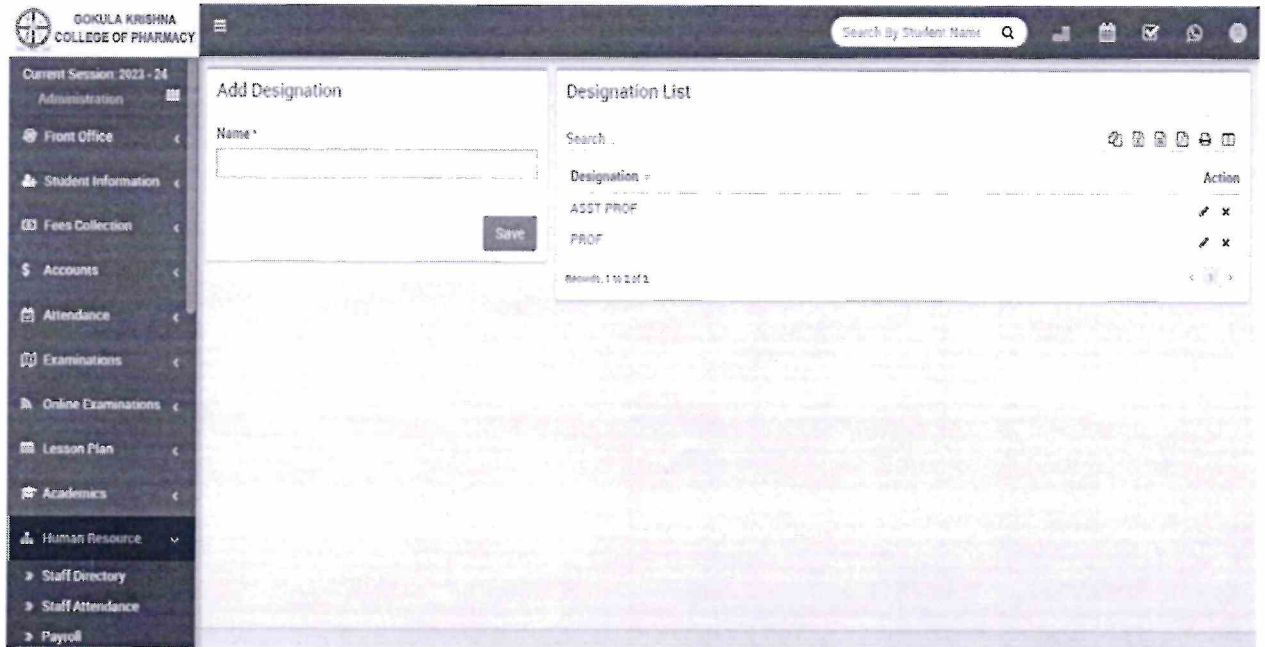 GOKULA KRISHNA
COLLEGE OF PHARMACY
Search By Student Name
Current Session: 2023 - 24
Administration
Front Office
Student Information
Fees Collection
$ Accounts
Attendance
Examinations
Online Examinations
Lesson Plan
Academics
Human Resource
Staff Directory
Staff Attendance
Payroll
Add Designation
Name *
Save
Designation List
Search...
Designation
Action
ASST PROF
PROF
Records: 1 to 2 of 2
1